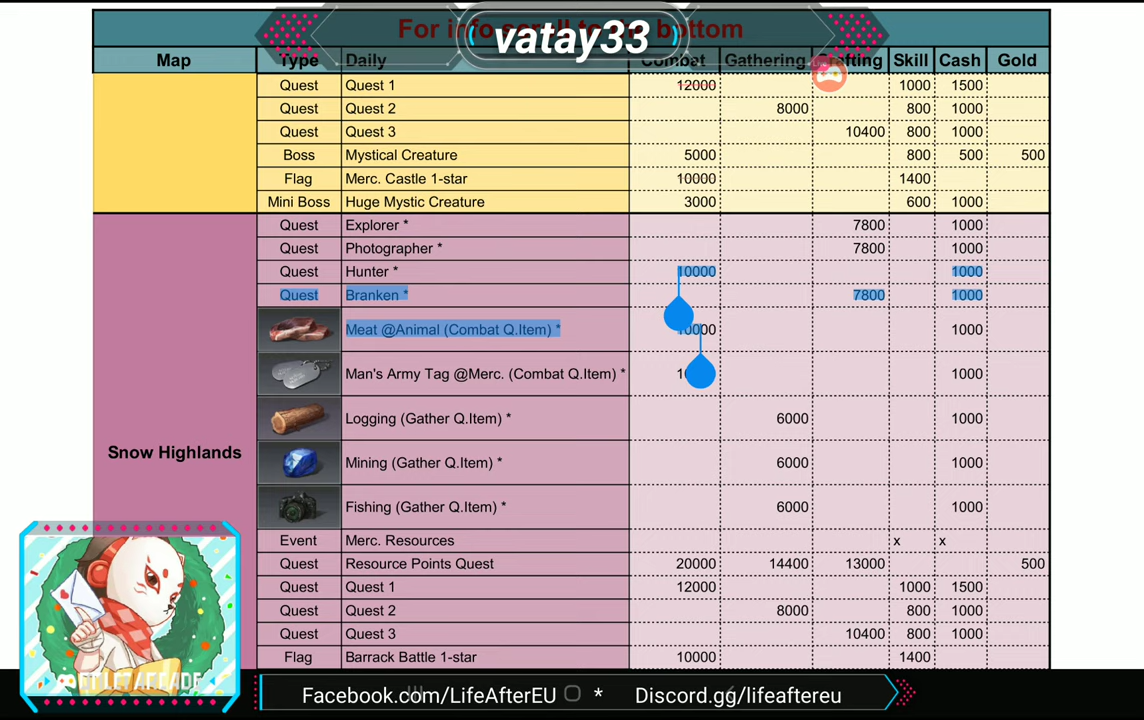 For info scroll to the bottom
vatay33
Map Type Daily Combat Gathering Crafting Skill Cash Gold
Quest Quest 1 12000 1000 1500
Quest Quest 2 8000 800 1000
Quest Quest 3 10400 800 1000
Boss Mystical Creature 5000 800 500 500
Flag Merc. Castle 1-star 10000 1400
Mini Boss Huge Mystic Creature 3000 600 1000
Quest Explorer * 7800 1000
Quest Photographer * 7800 1000
Quest Hunter * 10000 1000
Quest Branken * 7800 1000
Meat @Animal (Combat Q.Item) * 10000 1000
Man's Army Tag @Merc. (Combat Q.Item) * 1000
Logging (Gather Q.Item) * 6000 1000
Snow Highlands
Mining (Gather Q.Item) * 6000 1000
Fishing (Gather Q.Item) * 6000 1000
Event Merc. Resources x x
Quest Resource Points Quest 20000 14400 13000 500
Quest Quest 1 12000 1000 1500
Quest Quest 2 8000 800 1000
Quest Quest 3 10400 800 1000
Flag Barrack Battle 1-star 10000 1400
Facebook.com/LifeAfterEU * Discord.gg/lifeaftereu